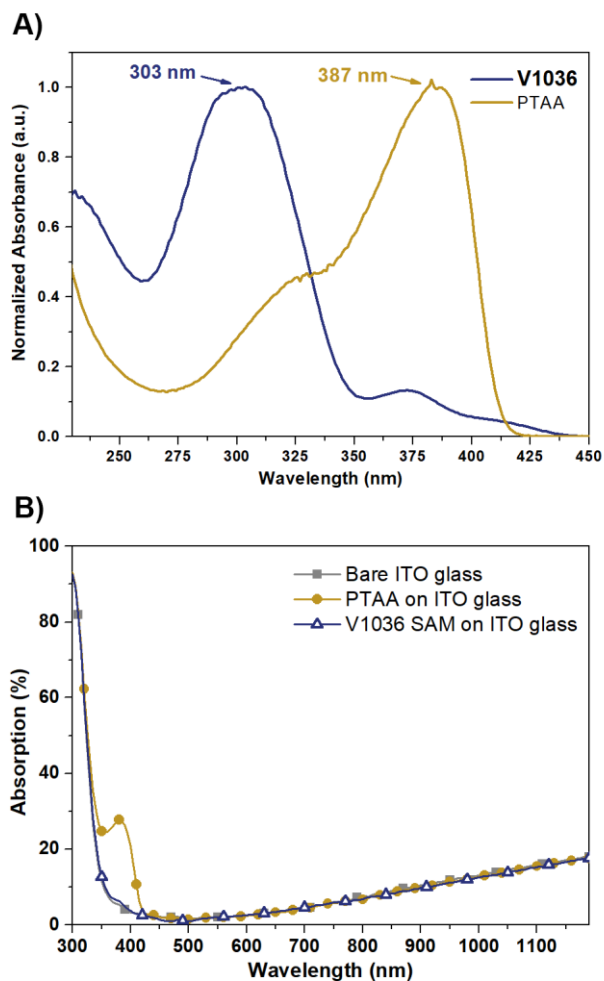 A)
303 nm
387 nm
V1036
PTAA
Normalized Absorbance (a.u.)
1.0
0.8
0.6
0.4
0.2
0.0
250 275 300 325 350 375 400 425 450
Wavelength (nm)
B)
Bare ITO glass
PTAA on ITO glass
V1036 SAM on ITO glass
Absorption (%)
100
80
60
40
20
0
300 400 500 600 700 800 900 1000 1100
Wavelength (nm)